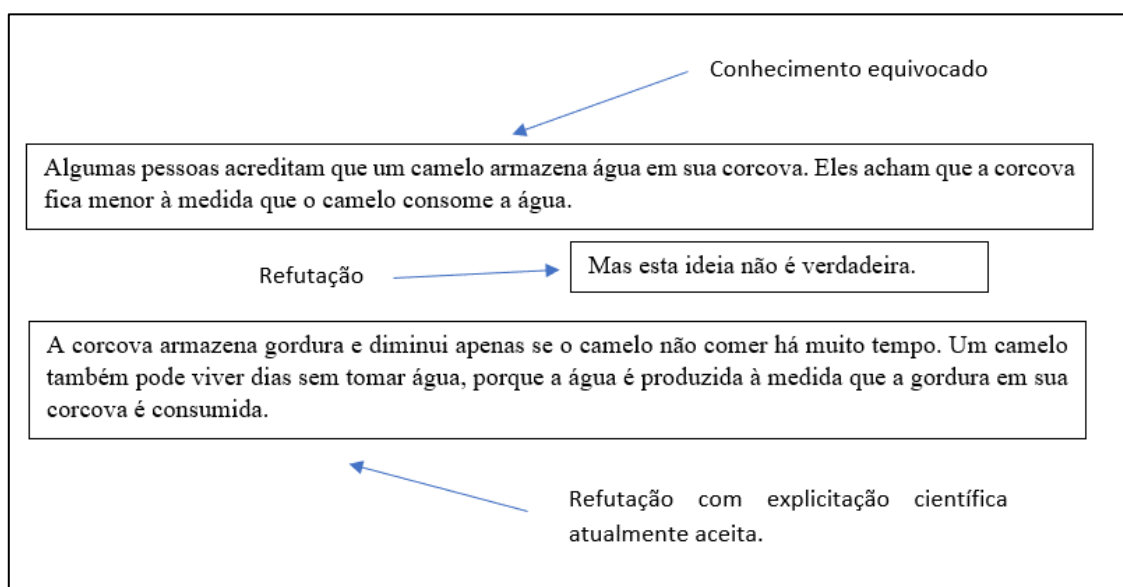 Conhecimento equivocado
Algumas pessoas acreditam que um camelo armazena água em sua corcova. Eles acham que a corcova
fica menor à medida que o camelo consome a água.
Refutação
Mas esta ideia não é verdadeira.
A corcova armazena gordura e diminui apenas se o camelo não comer há muito tempo. Um camelo
também pode viver dias sem tomar água, porque a água é produzida à medida que a gordura em sua
corcova é consumida.
Refutação com explicitação científica
atualmente aceita.